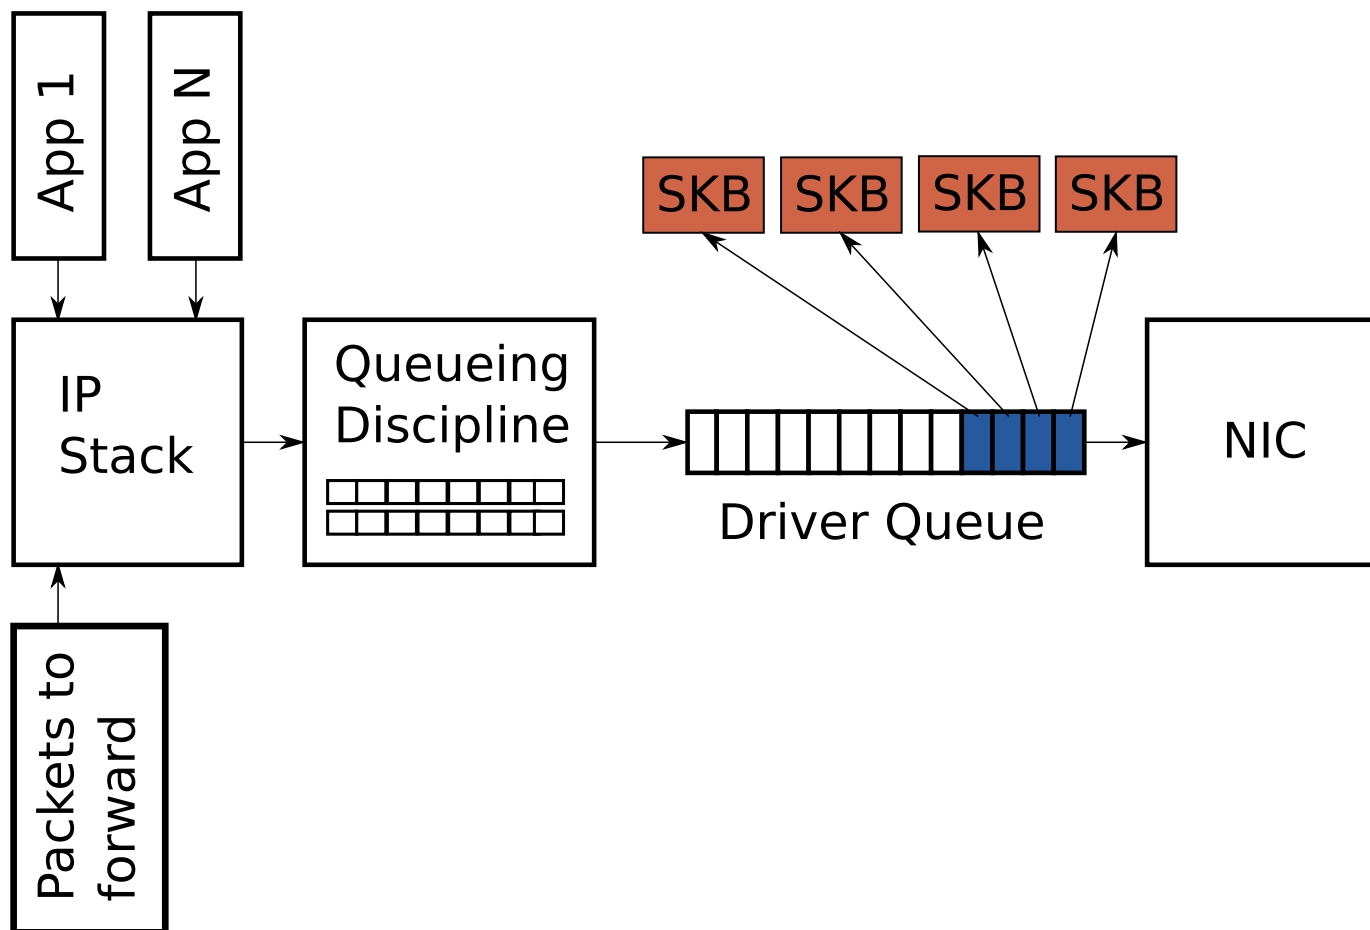 App 1
App N
SKB
SKB
SKB
SKB
IP
Stack
Queueing
Discipline
Driver Queue
NIC
Packets to
forward